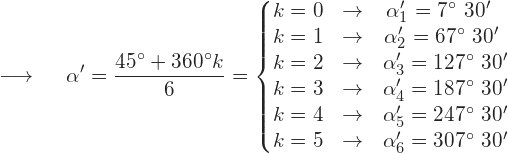 ⟶ α′ = (45° + 360°k)/6 = { k = 0 → α′₁ = 7° 30′
k = 1 → α′₂ = 67° 30′
k = 2 → α′₃ = 127° 30′
k = 3 → α′₄ = 187° 30′
k = 4 → α′₅ = 247° 30′
k = 5 → α′₆ = 307° 30′